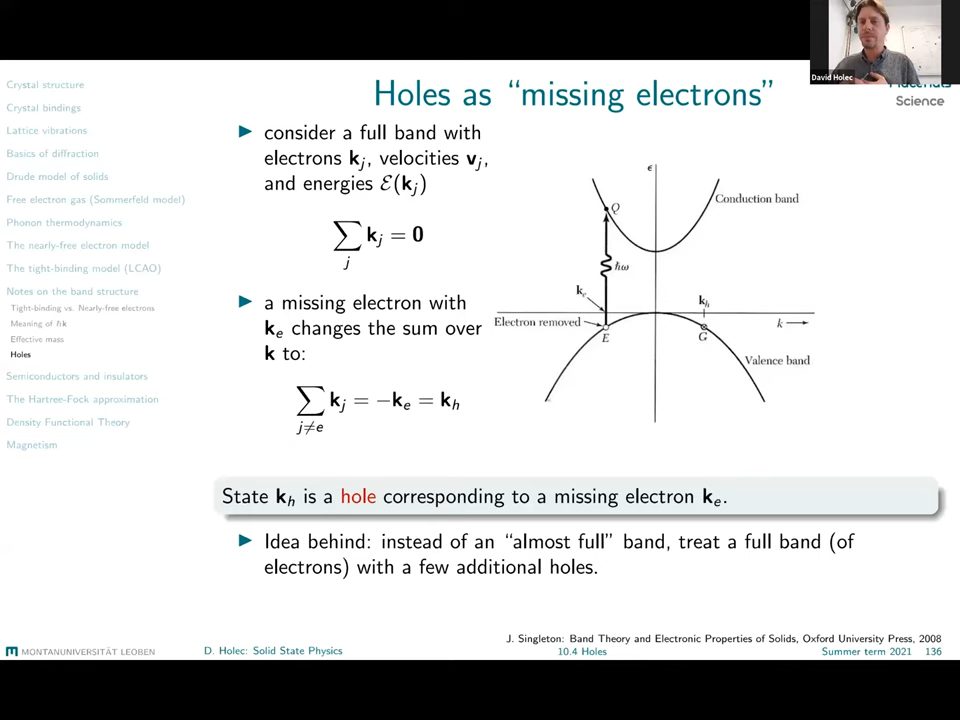 David Holec
Materials
Science
Crystal structure
Crystal bindings
Lattice vibrations
Basics of diffraction
Drude model of solids
Free electron gas (Sommerfeld model)
Phonon thermodynamics
The nearly-free electron model
The tight-binding model (LCAO)
Notes on the band structure
Tight-binding vs. Nearly-free electrons
Meaning of ℏk
Effective mass
Holes
Semiconductors and insulators
The Hartree-Fock approximation
Density Functional Theory
Magnetism
Holes as “missing electrons”
consider a full band with
electrons k_j, velocities v_j,
and energies ℰ(k_j)
∑_j k_j = 0
a missing electron with
k_e changes the sum over
k to:
∑_{j≠e} k_j = −k_e = k_h
ϵ
Conduction band
Q
ℏω
k_e
k_h
Electron removed
k
E
G
Valence band
State k_h is a hole corresponding to a missing electron k_e.
Idea behind: instead of an “almost full” band, treat a full band (of
electrons) with a few additional holes.
J. Singleton: Band Theory and Electronic Properties of Solids, Oxford University Press, 2008
MONTANUNIVERSITÄT LEOBEN
D. Holec: Solid State Physics
10.4 Holes
Summer term 2021 136